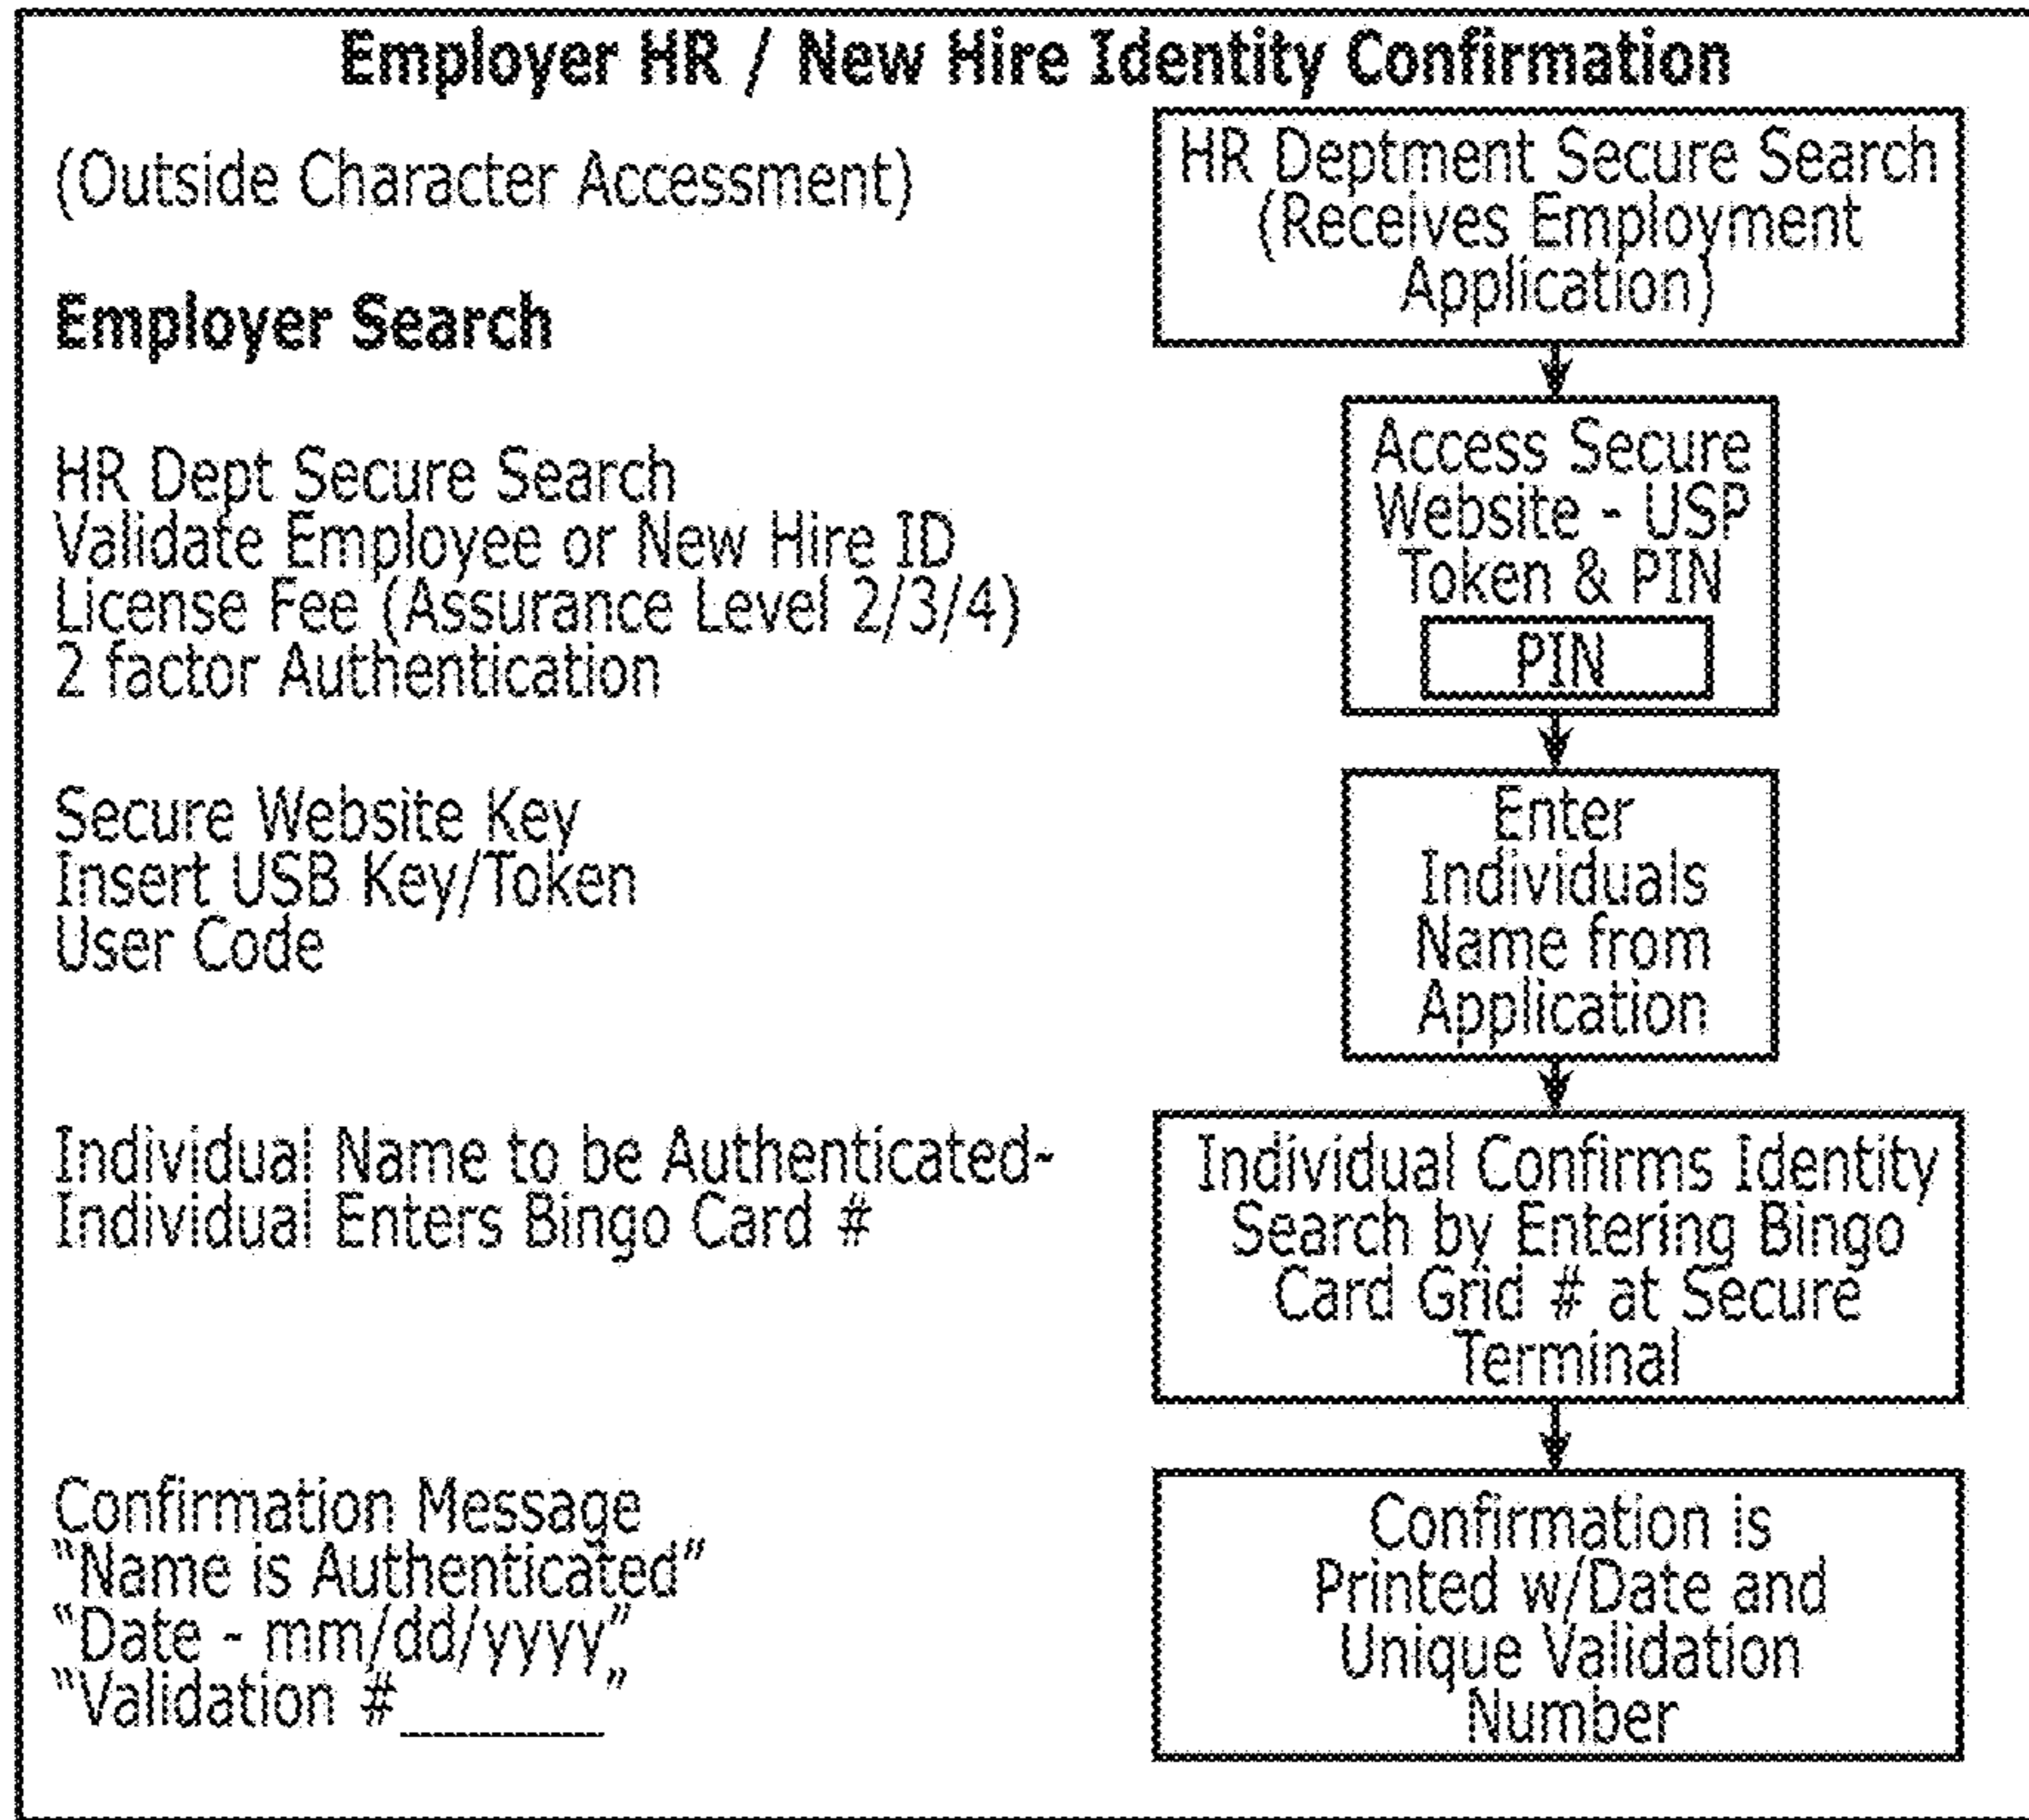 Employer HR / New Hire Identity Confirmation
(Outside Character Accessment)
Employer Search
HR Dept Secure Search
Validate Employee or New Hire ID
License Fee (Assurance Level 2/3/4)
2 factor Authentication
Secure Website Key
Insert USB Key/Token
User Code
Individual Name to be Authenticated-
Individual Enters Bingo Card #
Confirmation Message
"Name is Authenticated"
"Date - mm/dd/yyyy"
"Validation #__________"
HR Deptment Secure Search
(Receives Employment
Application)
Access Secure
Website - USP
Token & PIN
PIN
Enter
Individuals
Name from
Application
Individual Confirms Identity
Search by Entering Bingo
Card Grid # at Secure
Terminal
Confirmation is
Printed w/Date and
Unique Validation
Number